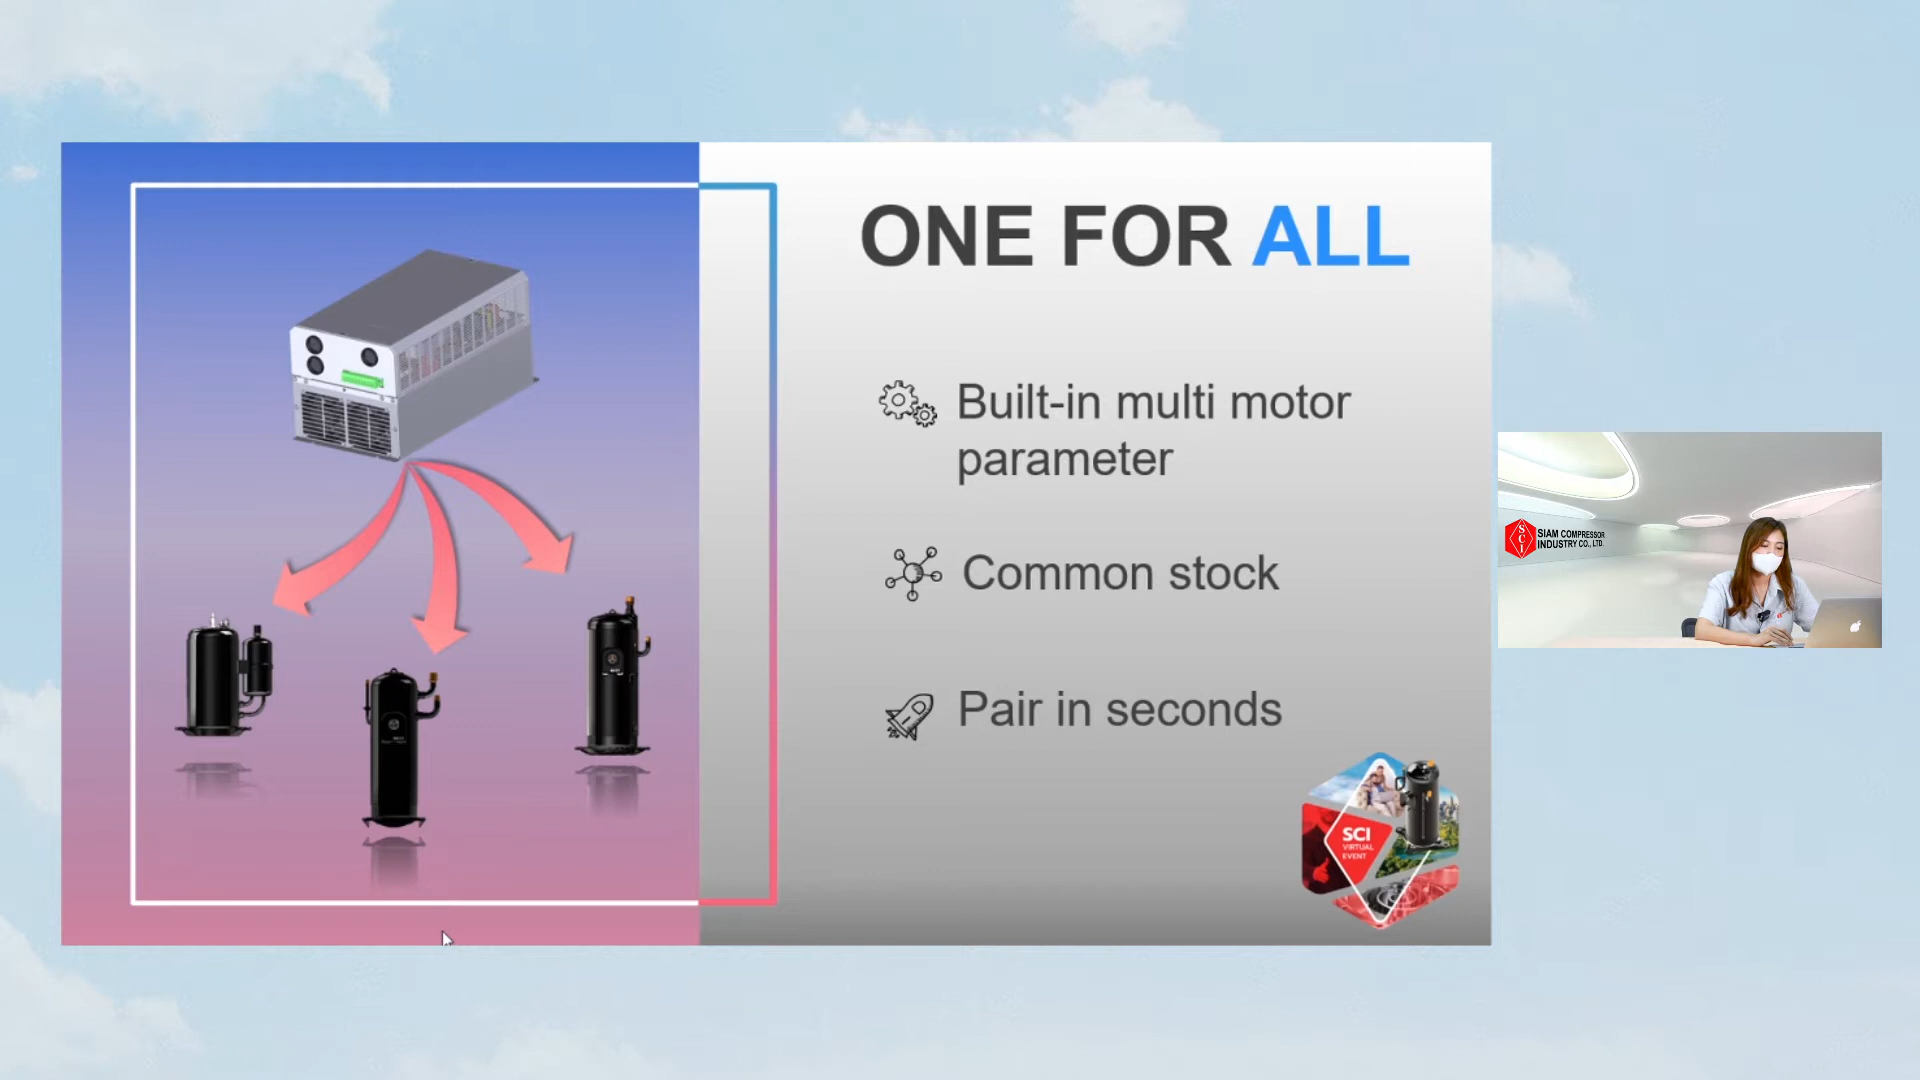 ONE FOR ALL
Built-in multi motor
parameter
Common stock
Pair in seconds
SCI
VIRTUAL
EVENT
SCI
SIAM COMPRESSOR
INDUSTRY CO., LTD.